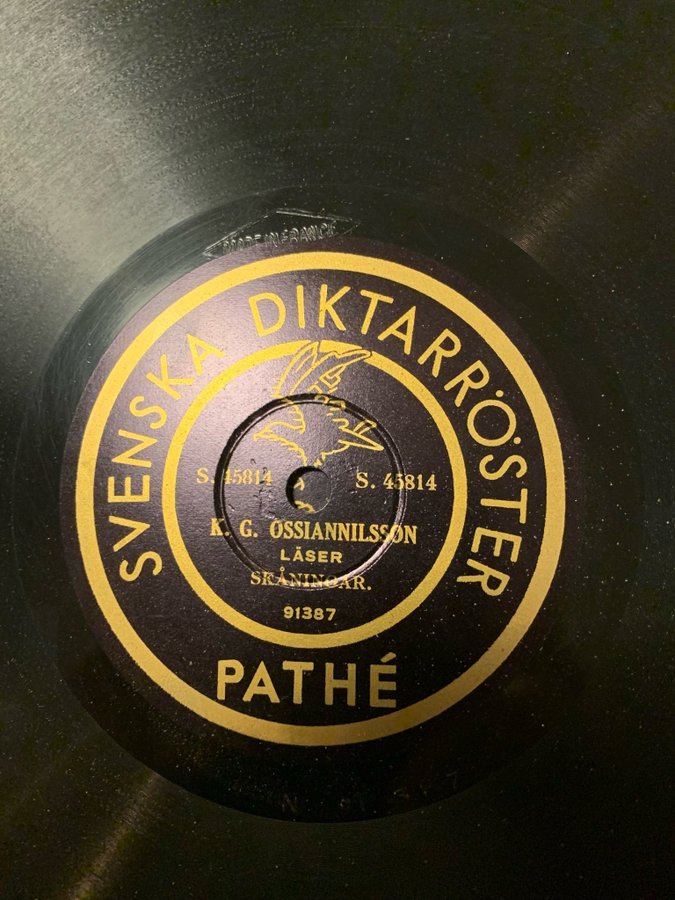 MADE IN FRANCE
SVENSKA DIKTARRÖSTER
S. 45814 S. 45814
K. G. OSSIANNILSSON
LÄSER
SKÅNINGAR.
91387
PATHÉ